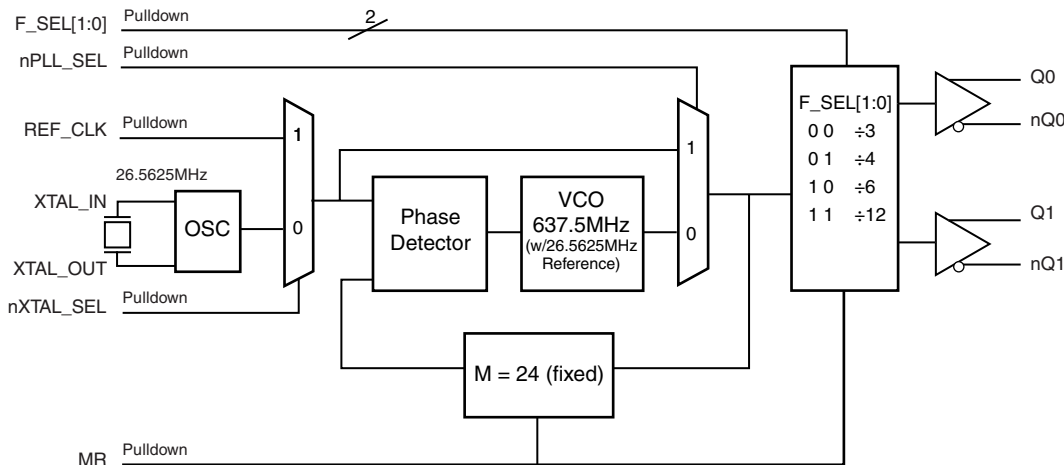 F_SEL[1:0] Pulldown 2
nPLL_SEL Pulldown
REF_CLK Pulldown
1
0
26.5625MHz
XTAL_IN
OSC
XTAL_OUT
nXTAL_SEL Pulldown
Phase
Detector
VCO
637.5MHz
(w/26.5625MHz
Reference)
1
0
M = 24 (fixed)
F_SEL[1:0]
0 0 ÷3
0 1 ÷4
1 0 ÷6
1 1 ÷12
Q0
nQ0
Q1
nQ1
MR Pulldown